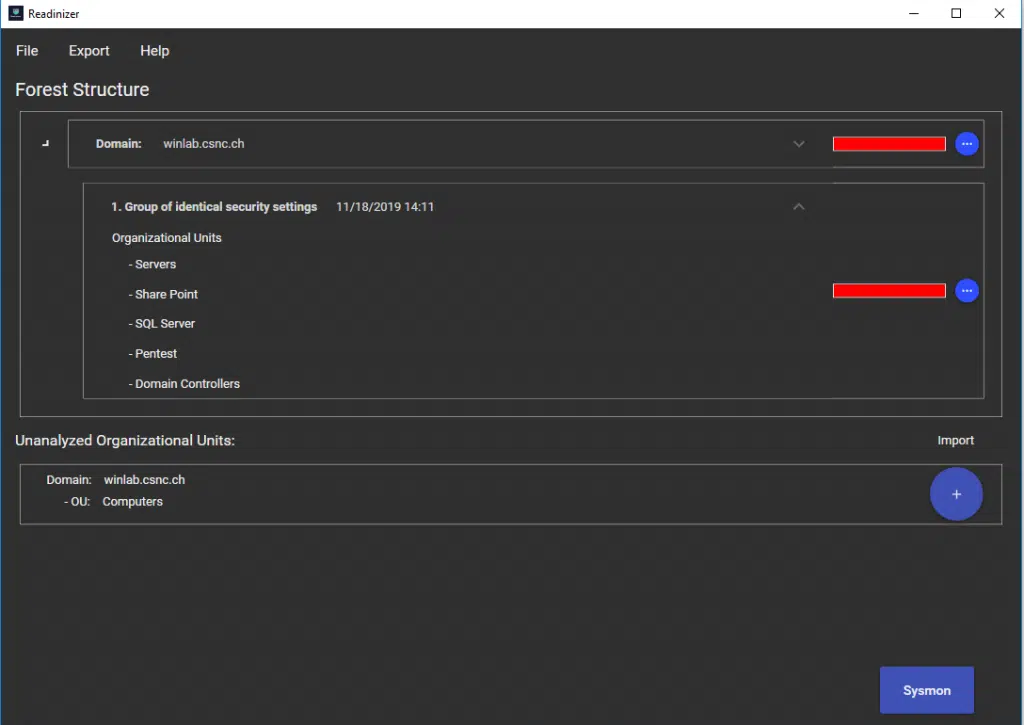 Readinizer
File Export Help
Forest Structure
Domain: winlab.csnc.ch
1. Group of identical security settings 11/18/2019 14:11
Organizational Units
- Servers
- Share Point
- SQL Server
- Pentest
- Domain Controllers
Unanalyzed Organizational Units: Import
Domain: winlab.csnc.ch
- OU: Computers
+
Sysmon